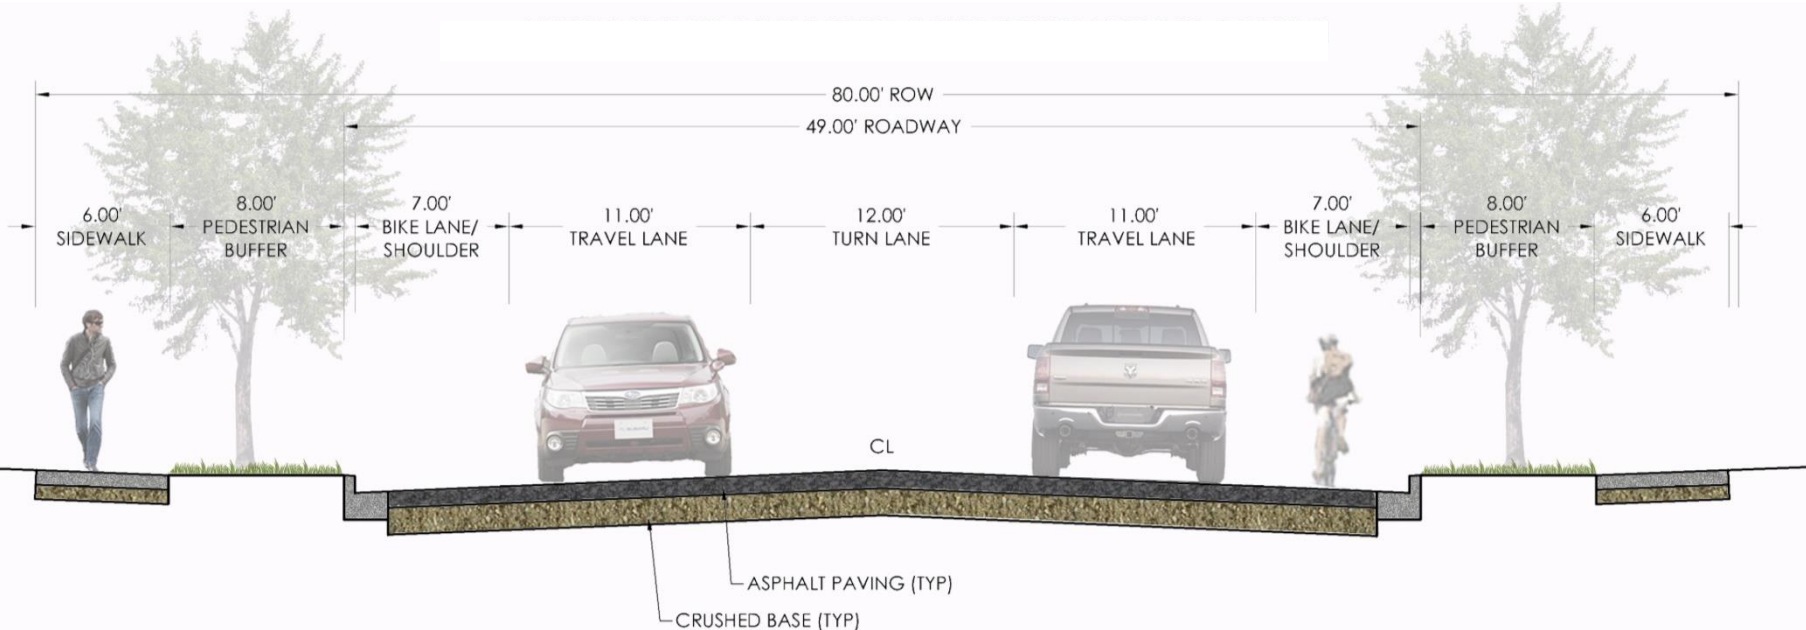 80.00' ROW
49.00' ROADWAY
6.00'
SIDEWALK
8.00'
PEDESTRIAN
BUFFER
7.00'
BIKE LANE/
SHOULDER
11.00'
TRAVEL LANE
12.00'
TURN LANE
11.00'
TRAVEL LANE
7.00'
BIKE LANE/
SHOULDER
8.00'
PEDESTRIAN
BUFFER
6.00'
SIDEWALK
CL
ASPHALT PAVING (TYP)
CRUSHED BASE (TYP)